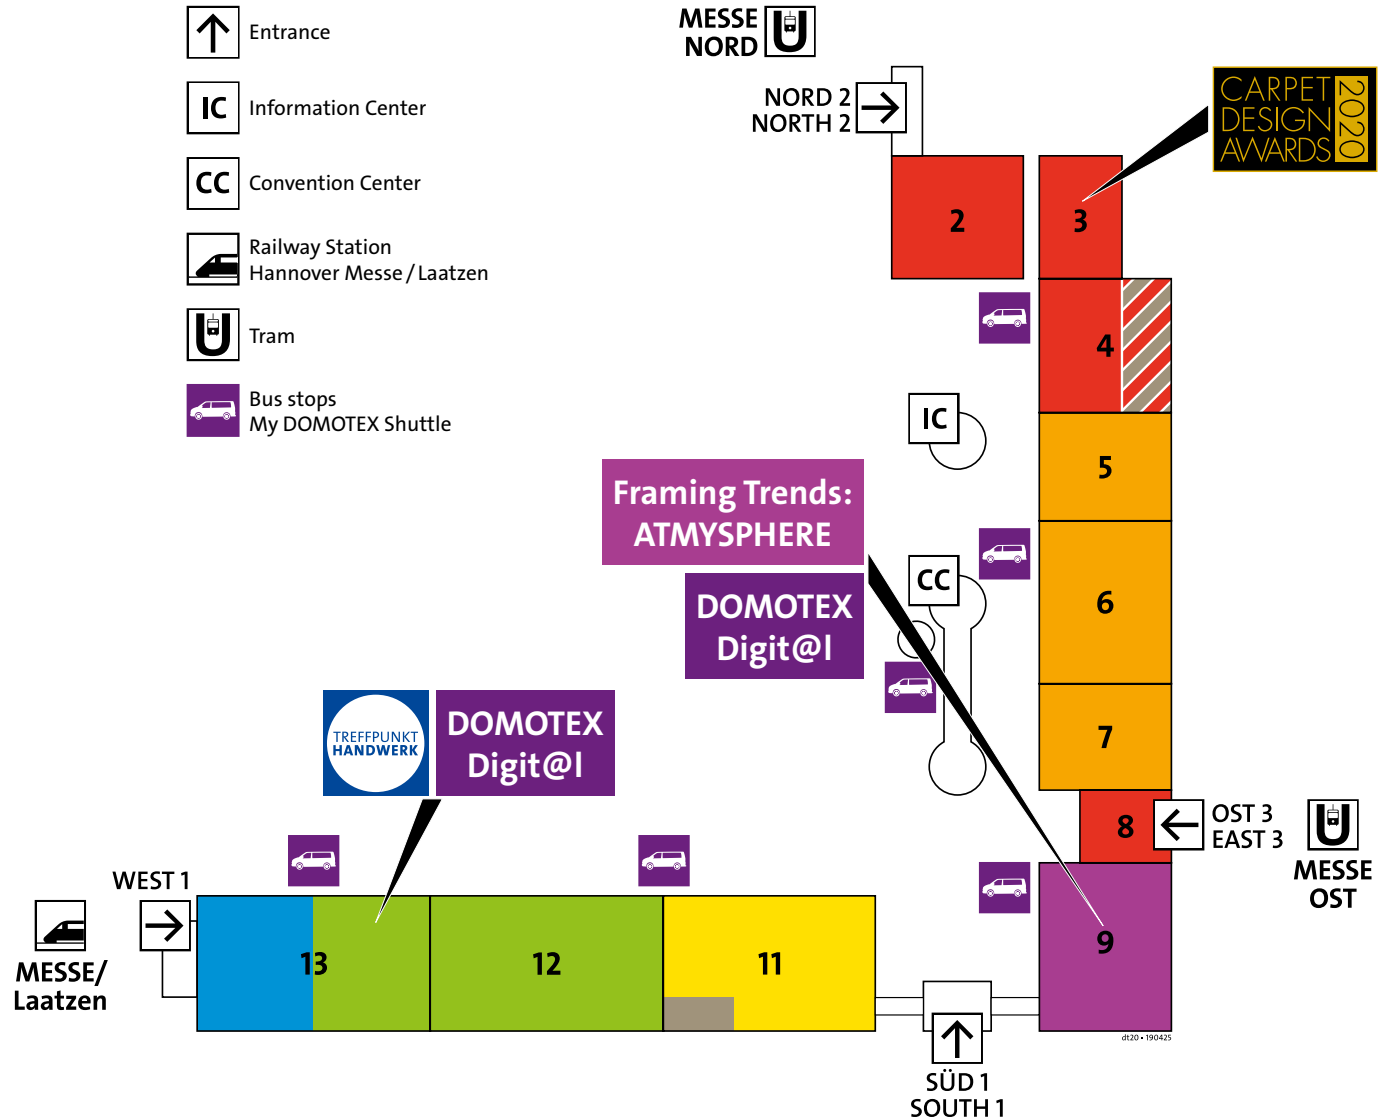 Entrance
IC
Information Center
CC
Convention Center
Railway Station
Hannover Messe / Laatzen
U
Tram
Bus stops
My DOMOTEX Shuttle
MESSE
NORD
U
NORD 2
NORTH 2
CARPET
DESIGN
AWARDS
2020
2
3
4
IC
5
Framing Trends:
ATMYSPHERE
CC
DOMOTEX
Digit@l
6
TREFFPUNKT
HANDWERK
DOMOTEX
Digit@l
7
8
OST 3
EAST 3
U
MESSE
OST
WEST 1
MESSE/
Laatzen
13
12
11
9
dt20 • 190425
SÜD 1
SOUTH 1